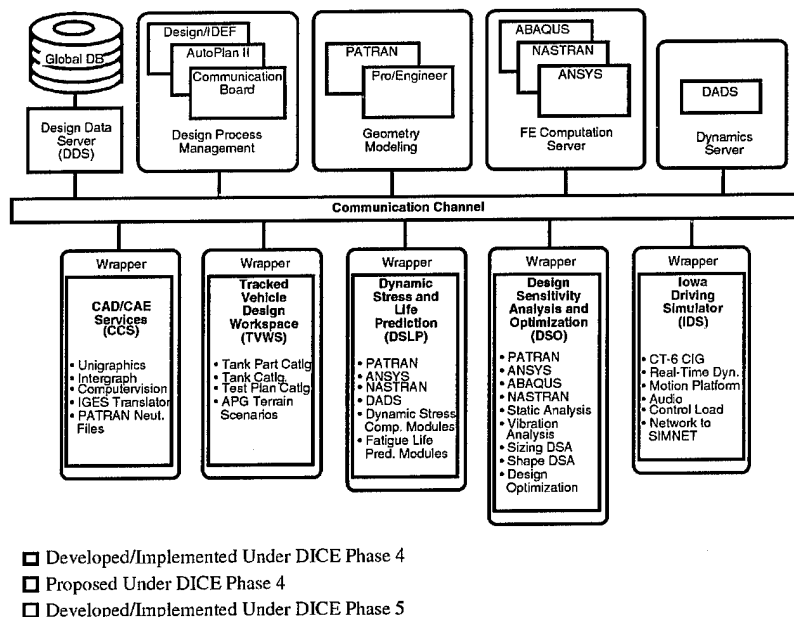 Global DB
Design Data
Server
(DDS)
Design/IDEF
AutoPlan II
Communication
Board
Design Process
Management
PATRAN
Pro/Engineer
Geometry
Modeling
ABAQUS
NASTRAN
ANSYS
FE Computation
Server
DADS
Dynamics
Server
Communication Channel
Wrapper
CAD/CAE
Services
(CCS)
• Unigraphics
• Intergraph
• Computervision
• IGES Translator
• PATRAN Neut.
Files
Wrapper
Tracked
Vehicle
Design
Workspace
(TVWS)
• Tank Part Catlg
• Tank Catlg.
• Test Plan Catlg.
• APG Terrain
Scenarios
Wrapper
Dynamic
Stress and
Life
Prediction
(DSLP)
• PATRAN
• ANSYS
• NASTRAN
• DADS
• Dynamic Stress
Comp. Modules
• Fatigue Life
Pred. Modules
Wrapper
Design
Sensitivity
Analysis and
Optimization
(DSO)
• PATRAN
• ANSYS
• ABAQUS
• NASTRAN
• Static Analysis
• Vibration
Analysis
• Sizing DSA
• Shape DSA
• Design
Optimization
Wrapper
Iowa
Driving
Simulator
(IDS)
• CT-6 CIG
• Real-Time Dyn.
• Motion Platform
• Audio
• Control Load
• Network to
SIMNET
Developed/Implemented Under DICE Phase 4
Proposed Under DICE Phase 4
Developed/Implemented Under DICE Phase 5